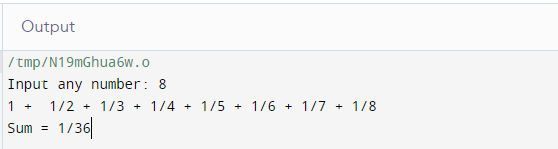 Output
/tmp/N19mGhua6w.o
Input any number: 8
1 +  1/2 + 1/3 + 1/4 + 1/5 + 1/6 + 1/7 + 1/8
Sum = 1/36